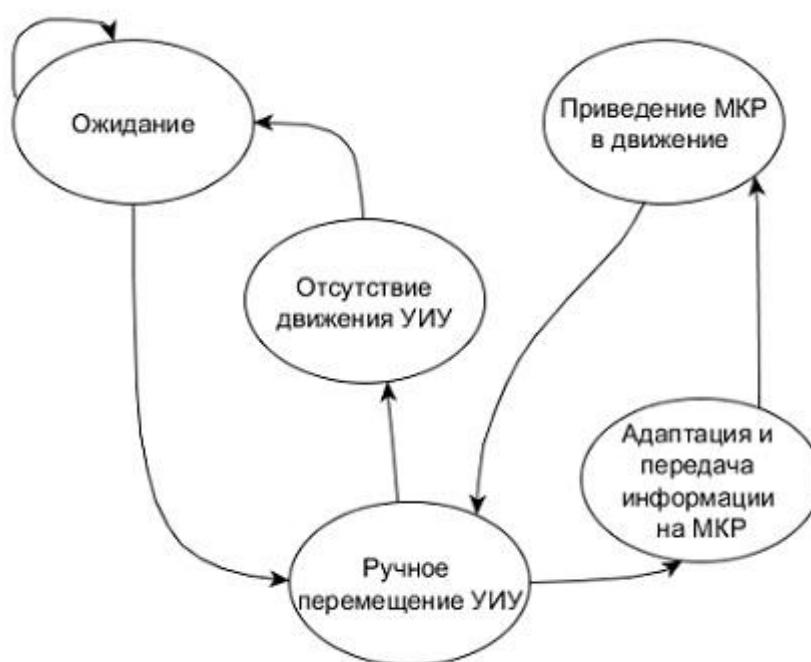 Ожидание
Приведение МКР
в движение
Отсутствие
движения УИУ
Адаптация и
передача
информации
на МКР
Ручное
перемещение УИУ